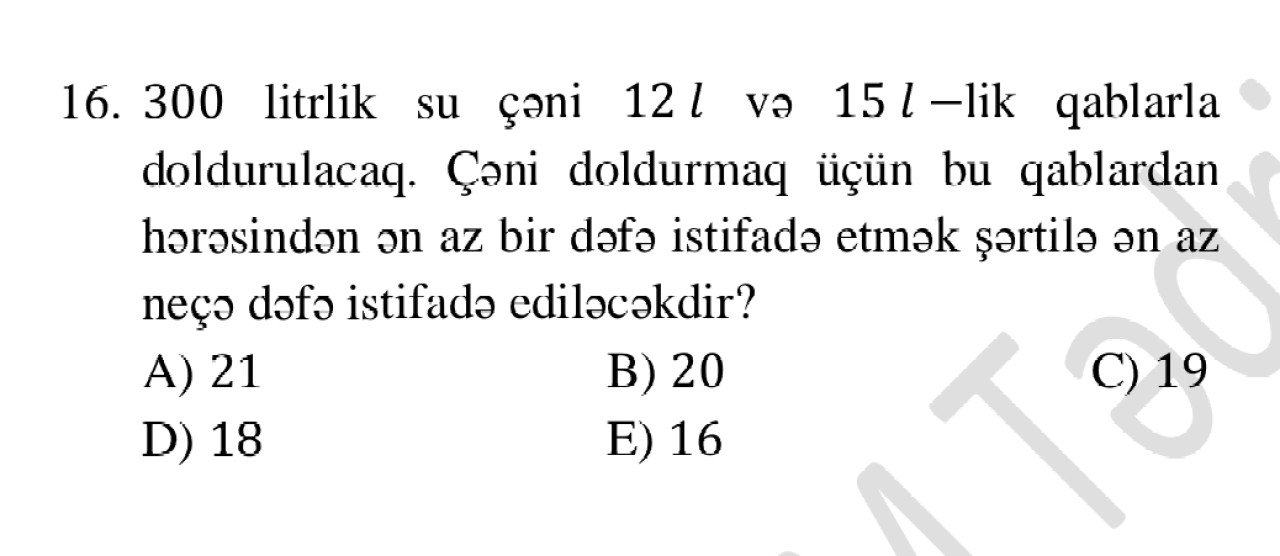 16. 300 litrlik su çəni 12 l və 15 l –lik qablarla
doldurulacaq. Çəni doldurmaq üçün bu qablardan
hərəsindən ən az bir dəfə istifadə etmək şərtilə ən az
neçə dəfə istifadə ediləcəkdir?
A) 21 B) 20 C) 19
D) 18 E) 16